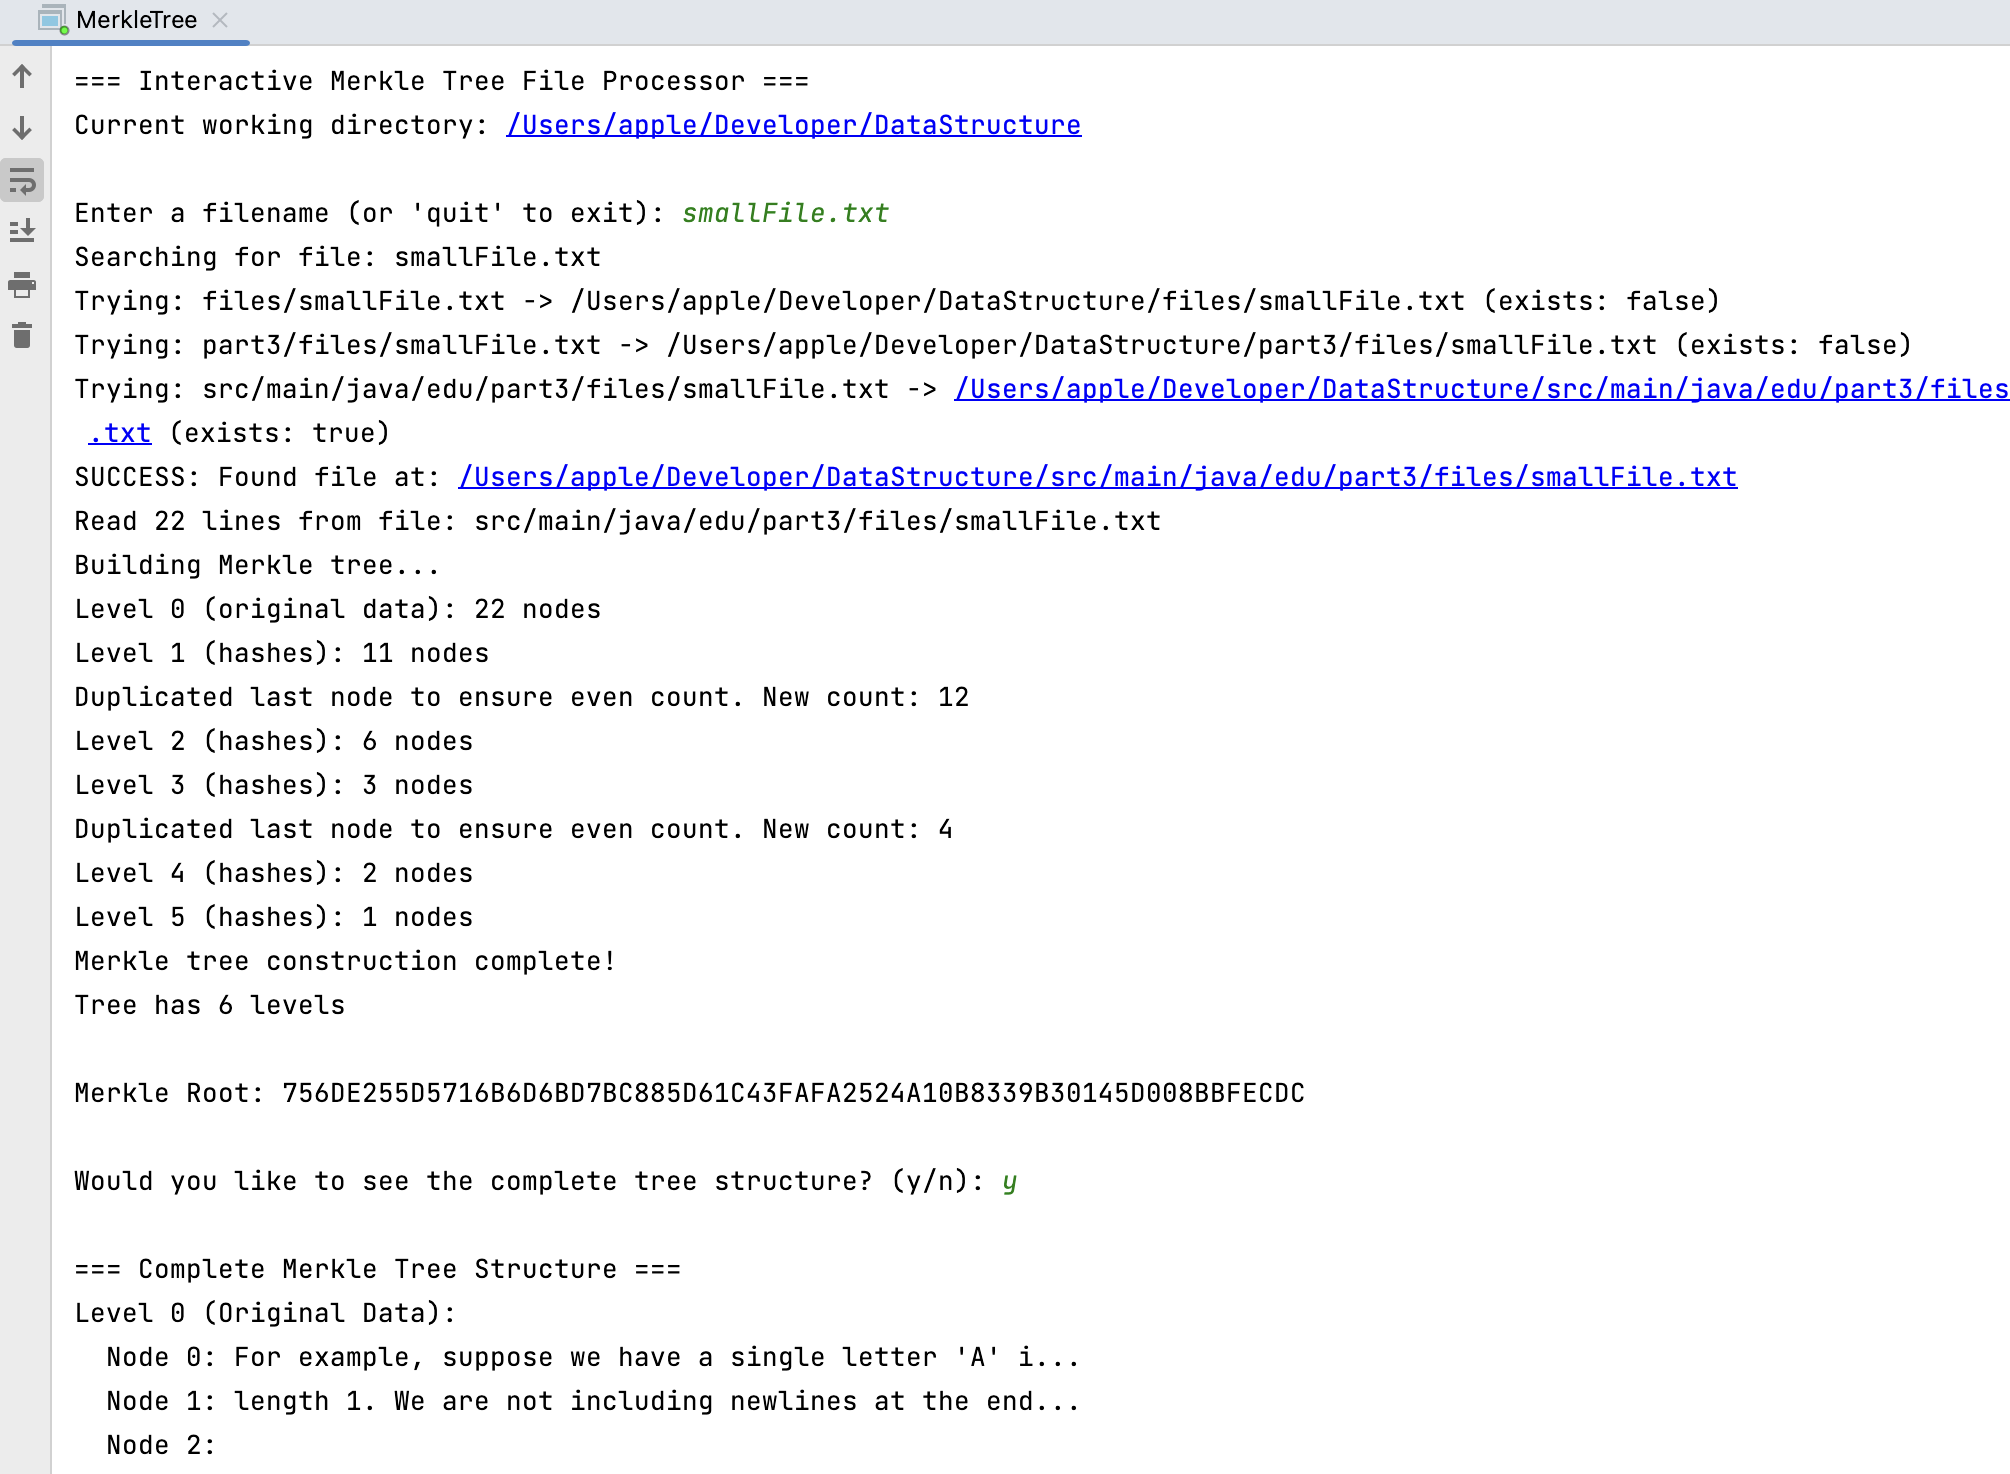 MerkleTree
=== Interactive Merkle Tree File Processor ===
Current working directory: /Users/apple/Developer/DataStructure
Enter a filename (or 'quit' to exit): smallFile.txt
Searching for file: smallFile.txt
Trying: files/smallFile.txt -> /Users/apple/Developer/DataStructure/files/smallFile.txt (exists: false)
Trying: part3/files/smallFile.txt -> /Users/apple/Developer/DataStructure/part3/files/smallFile.txt (exists: false)
Trying: src/main/java/edu/part3/files/smallFile.txt -> /Users/apple/Developer/DataStructure/src/main/java/edu/part3/files
.txt (exists: true)
SUCCESS: Found file at: /Users/apple/Developer/DataStructure/src/main/java/edu/part3/files/smallFile.txt
Read 22 lines from file: src/main/java/edu/part3/files/smallFile.txt
Building Merkle tree...
Level 0 (original data): 22 nodes
Level 1 (hashes): 11 nodes
Duplicated last node to ensure even count. New count: 12
Level 2 (hashes): 6 nodes
Level 3 (hashes): 3 nodes
Duplicated last node to ensure even count. New count: 4
Level 4 (hashes): 2 nodes
Level 5 (hashes): 1 nodes
Merkle tree construction complete!
Tree has 6 levels
Merkle Root: 756DE255D5716B6D6BD7BC885D61C43FAFA2524A10B8339B30145D008BBFECDC
Would you like to see the complete tree structure? (y/n): y
=== Complete Merkle Tree Structure ===
Level 0 (Original Data):
Node 0: For example, suppose we have a single letter 'A' i...
Node 1: length 1. We are not including newlines at the end...
Node 2: